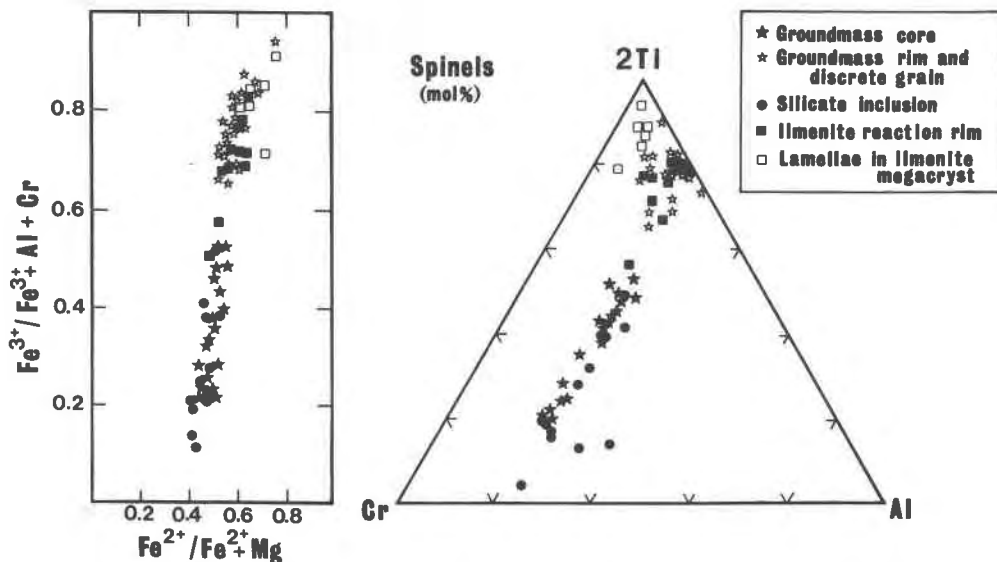 Fe3+/Fe3+ Al + Cr
0.8
0.6
0.4
0.2
0.2 0.4 0.6 0.8
Fe2+/Fe2+ Mg
Spinels
(mol%)
2Ti
Cr
Al
Groundmass core
Groundmass rim and
discrete grain
Silicate inclusion
Ilmenite reaction rim
Lamellae in ilmenite
megacryst